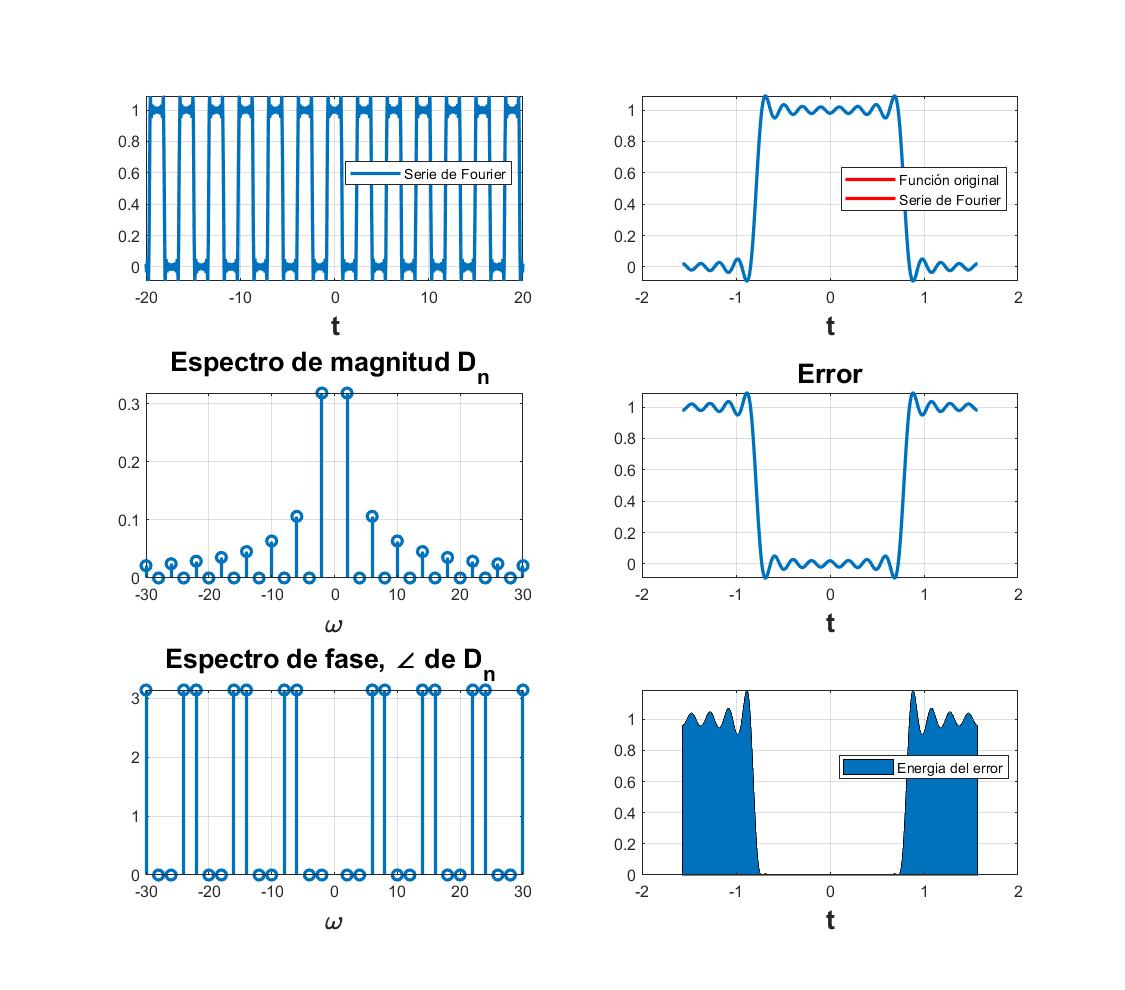 1
0.8
0.6
0.4
0.2
0
-20 -10 0 10 20
t
Serie de Fourier
1
0.8
0.6
0.4
0.2
0
-2 -1 0 1 2
t
Función original
Serie de Fourier
Espectro de magnitud Dn
0.3
0.2
0.1
0
-30 -20 -10 0 10 20 30
ω
Error
1
0.8
0.6
0.4
0.2
0
-2 -1 0 1 2
t
Espectro de fase, ∠ de Dn
3
2
1
0
-30 -20 -10 0 10 20 30
ω
1
0.8
0.6
0.4
0.2
0
-2 -1 0 1 2
t
Energia del error